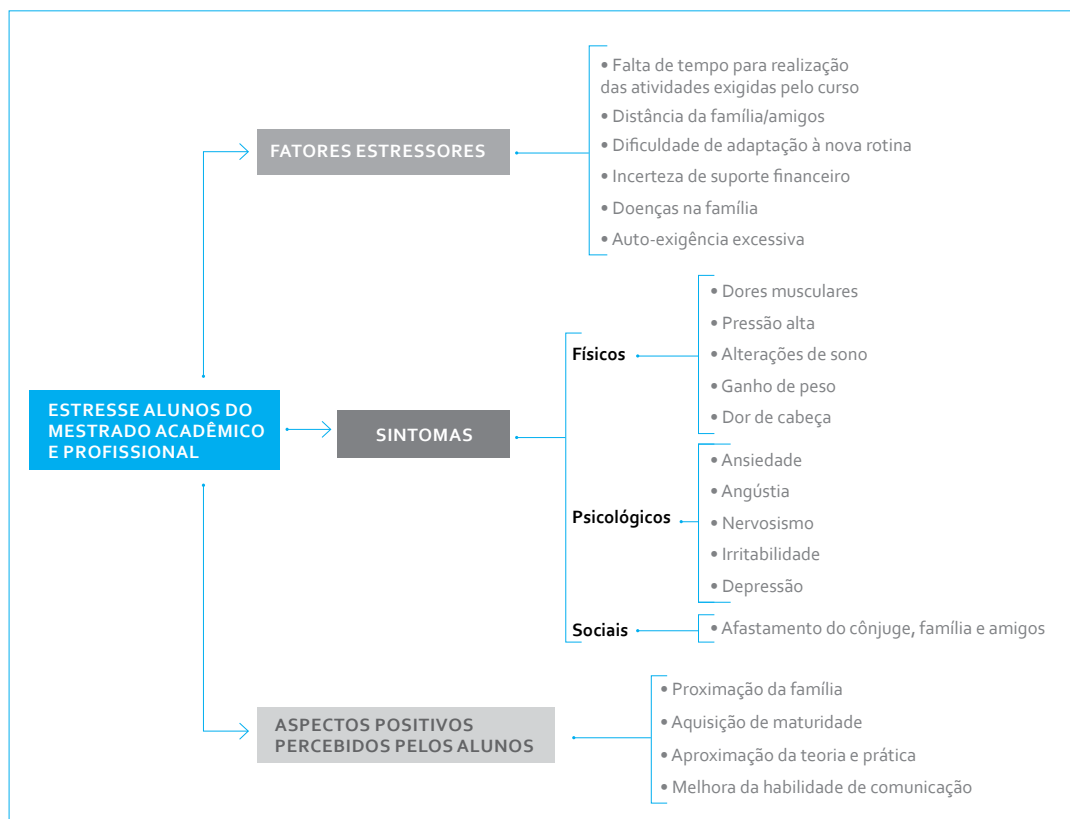 ESTRESSE ALUNOS DO
MESTRADO ACADÊMICO
E PROFISSIONAL
FATORES ESTRESSORES
• Falta de tempo para realização
das atividades exigidas pelo curso
• Distância da família/amigos
• Dificuldade de adaptação à nova rotina
• Incerteza de suporte financeiro
• Doenças na família
• Auto-exigência excessiva
SINTOMAS
Físicos
• Dores musculares
• Pressão alta
• Alterações de sono
• Ganho de peso
• Dor de cabeça
Psicológicos
• Ansiedade
• Angústia
• Nervosismo
• Irritabilidade
• Depressão
Sociais
• Afastamento do cônjuge, família e amigos
ASPECTOS POSITIVOS
PERCEBIDOS PELOS ALUNOS
• Proximação da família
• Aquisição de maturidade
• Aproximação da teoria e prática
• Melhora da habilidade de comunicação